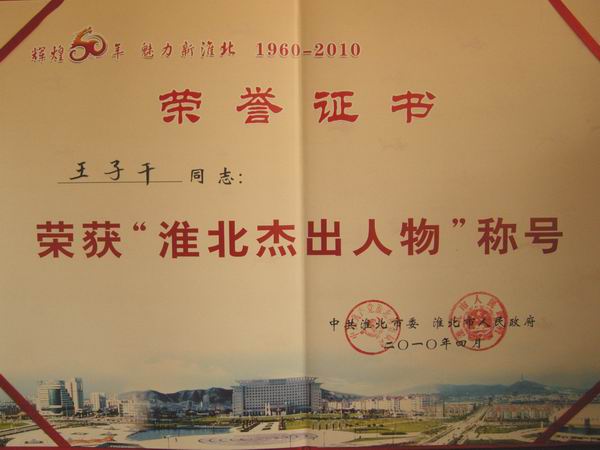 辉煌50年 魅力新淮北 1960-2010
荣誉证书
王子干 同志：
荣获“淮北杰出人物”称号
中共淮北市委 淮北市人民政府
二〇一〇年四月